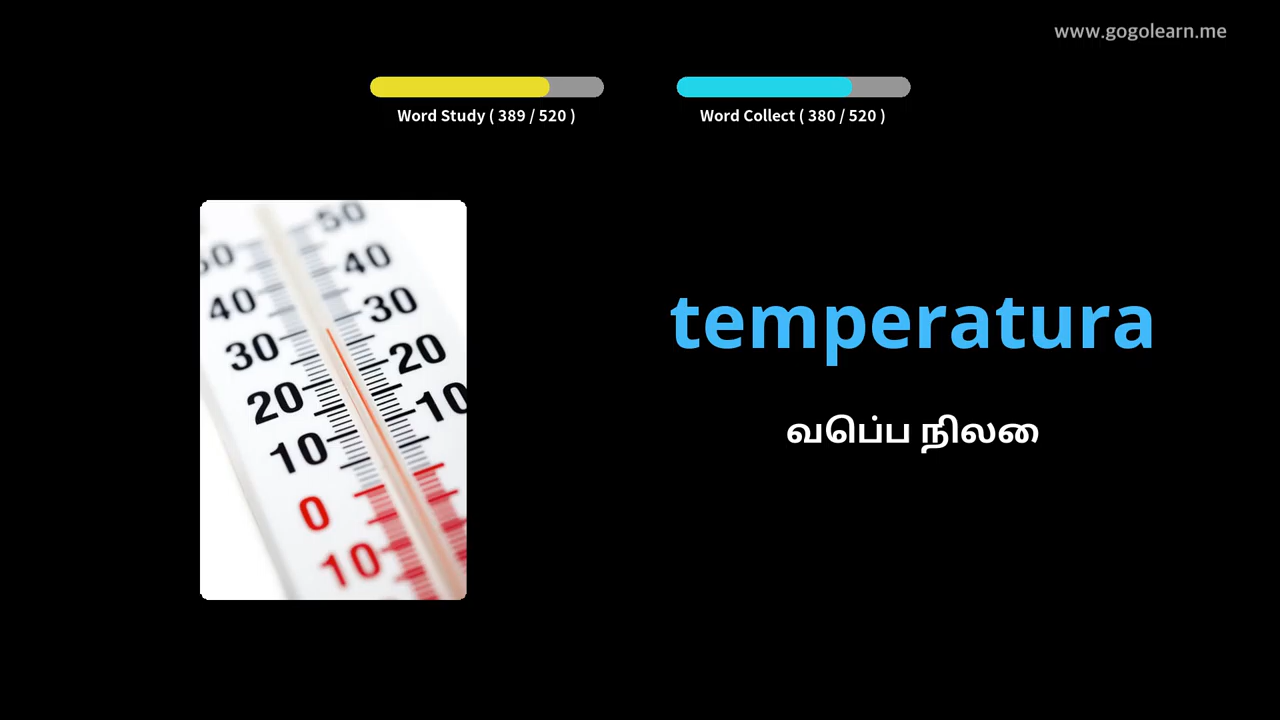 www.gogolearn.me
Word Study ( 389 / 520 )
Word Collect ( 380 / 520 )
50
50 40
40 30
30 20
20 10
10
0
10
temperatura
வெப்ப நிலை